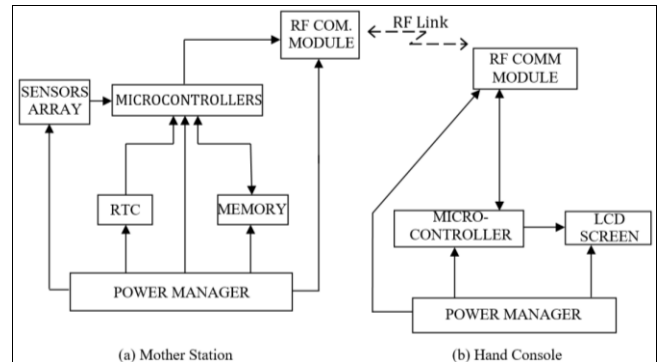 RF COM.
MODULE
RF Link
RF COMM
MODULE
SENSORS
ARRAY
MICROCONTROLLERS
RTC
MEMORY
MICRO-
CONTROLLER
LCD
SCREEN
POWER MANAGER
POWER MANAGER
(a) Mother Station
(b) Hand Console